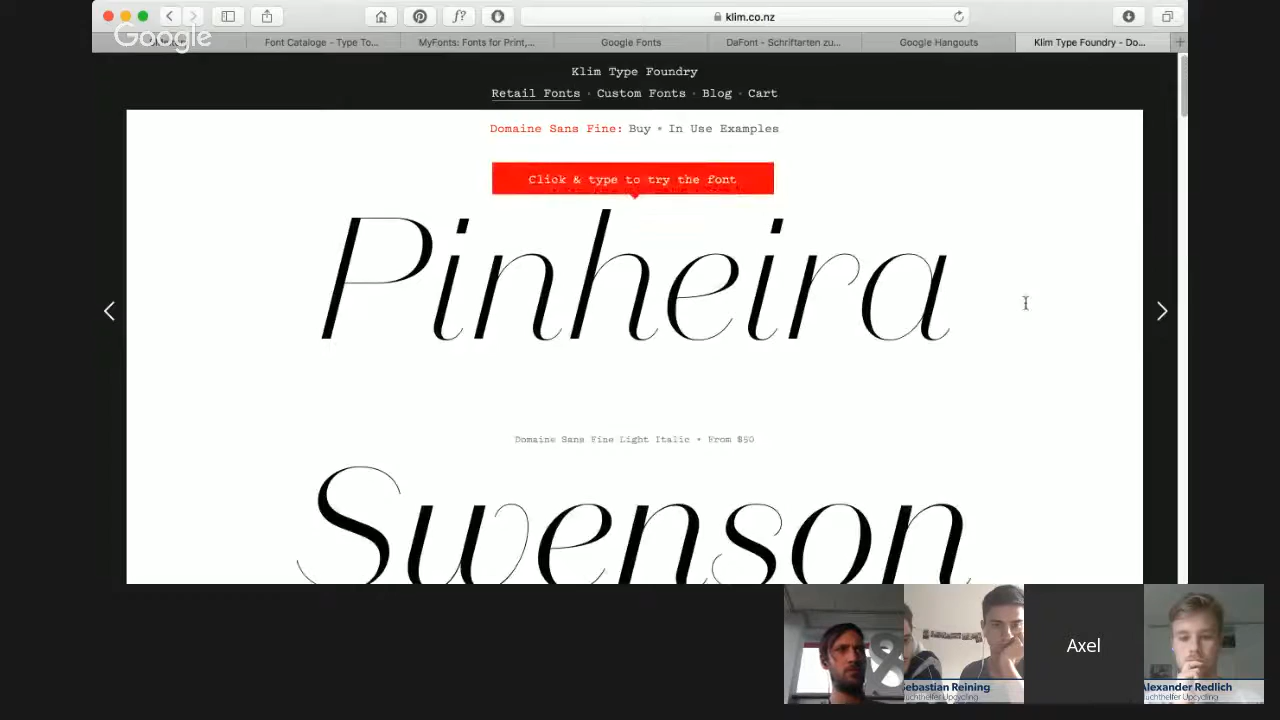 klim.co.nz
Google
Font Cataloge - Type To...
MyFonts: Fonts for Print,...
Google Fonts
DaFont - Schriftarten zu...
Google Hangouts
Klim Type Foundry - Do...
Klim Type Foundry
Retail Fonts • Custom Fonts • Blog • Cart
Domaine Sans Fine: Buy • In Use Examples
Click & type to try the font
Pinheira
Domaine Sans Fine Light Italic • From $50
Swenson
&
Sebastian Reining
Axel
Alexander Redlich
Upcycling
Upcycling